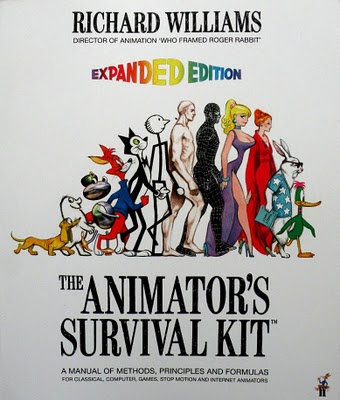 RICHARD WILLIAMS
DIRECTOR OF ANIMATION 'WHO FRAMED ROGER RABBIT'
EXPANDED EDITION
THE ANIMATOR'S
SURVIVAL KIT™
A MANUAL OF METHODS, PRINCIPLES AND FORMULAS
FOR CLASSICAL, COMPUTER, GAMES, STOP MOTION AND INTERNET ANIMATORS